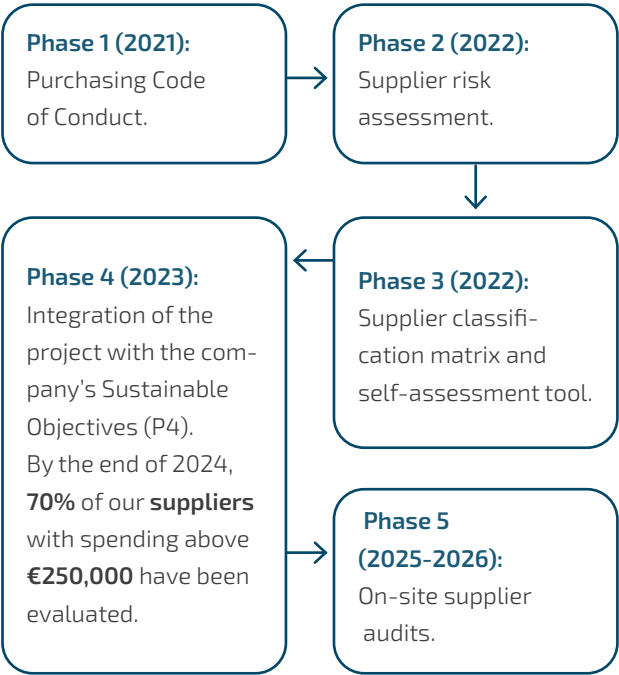 Phase 1 (2021):
Purchasing Code
of Conduct.
Phase 2 (2022):
Supplier risk
assessment.
Phase 3 (2022):
Supplier classifi-
cation matrix and
self-assessment tool.
Phase 4 (2023):
Integration of the
project with the com-
pany's Sustainable
Objectives (P4).
By the end of 2024,
70% of our suppliers
with spending above
€250,000 have been
evaluated.
Phase 5
(2025-2026):
On-site supplier
audits.